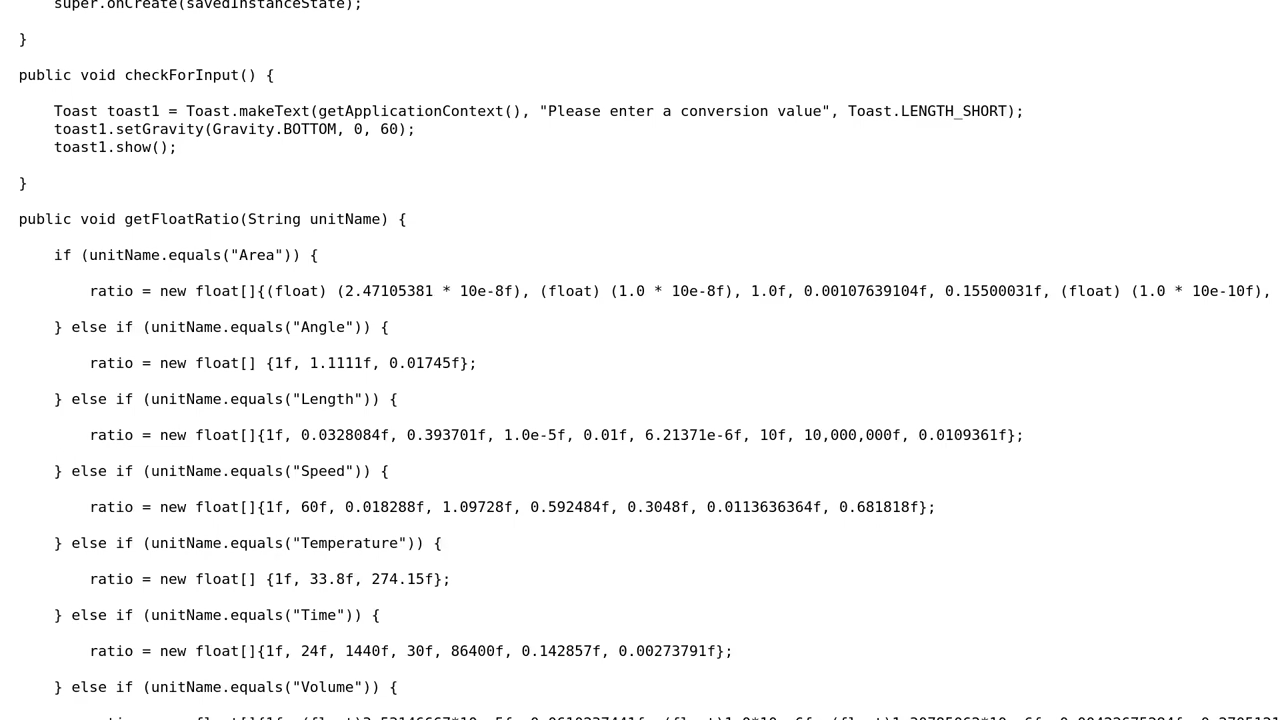 super.onCreate(savedInstanceState);
}
public void checkForInput() {
Toast toast1 = Toast.makeText(getApplicationContext(), "Please enter a conversion value", Toast.LENGTH_SHORT);
toast1.setGravity(Gravity.BOTTOM, 0, 60);
toast1.show();
}
public void getFloatRatio(String unitName) {
if (unitName.equals("Area")) {
ratio = new float[]{(float) (2.47105381 * 10e-8f), (float) (1.0 * 10e-8f), 1.0f, 0.00107639104f, 0.15500031f, (float) (1.0 * 10e-10f),
} else if (unitName.equals("Angle")) {
ratio = new float[] {1f, 1.1111f, 0.01745f};
} else if (unitName.equals("Length")) {
ratio = new float[]{1f, 0.0328084f, 0.393701f, 1.0e-5f, 0.01f, 6.21371e-6f, 10f, 10,000,000f, 0.0109361f};
} else if (unitName.equals("Speed")) {
ratio = new float[]{1f, 60f, 0.018288f, 1.09728f, 0.592484f, 0.3048f, 0.0113636364f, 0.681818f};
} else if (unitName.equals("Temperature")) {
ratio = new float[] {1f, 33.8f, 274.15f};
} else if (unitName.equals("Time")) {
ratio = new float[]{1f, 24f, 1440f, 30f, 86400f, 0.142857f, 0.00273791f};
} else if (unitName.equals("Volume")) {